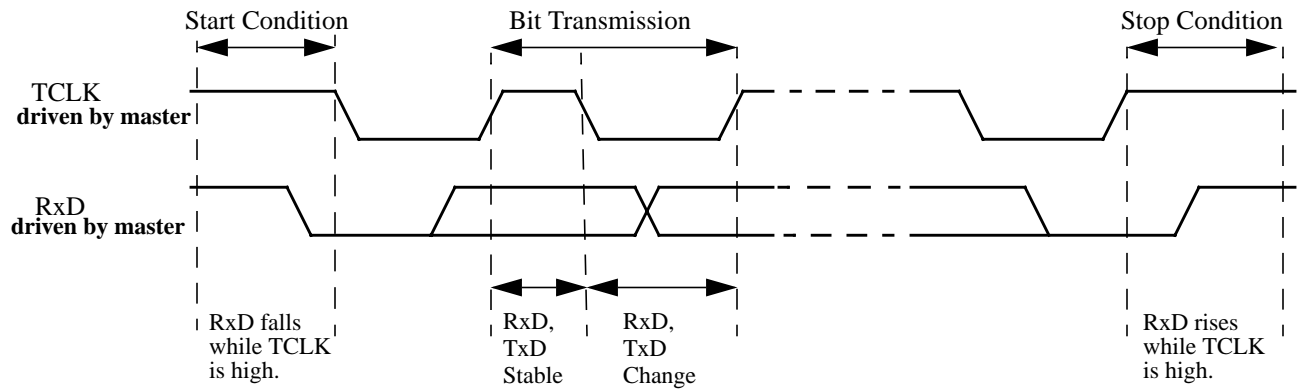 Start Condition
Bit Transmission
Stop Condition
TCLK
driven by master
RxD
driven by master
RxD falls
while TCLK
is high.
RxD,
TxD
Stable
RxD,
TxD
Change
RxD rises
while TCLK
is high.